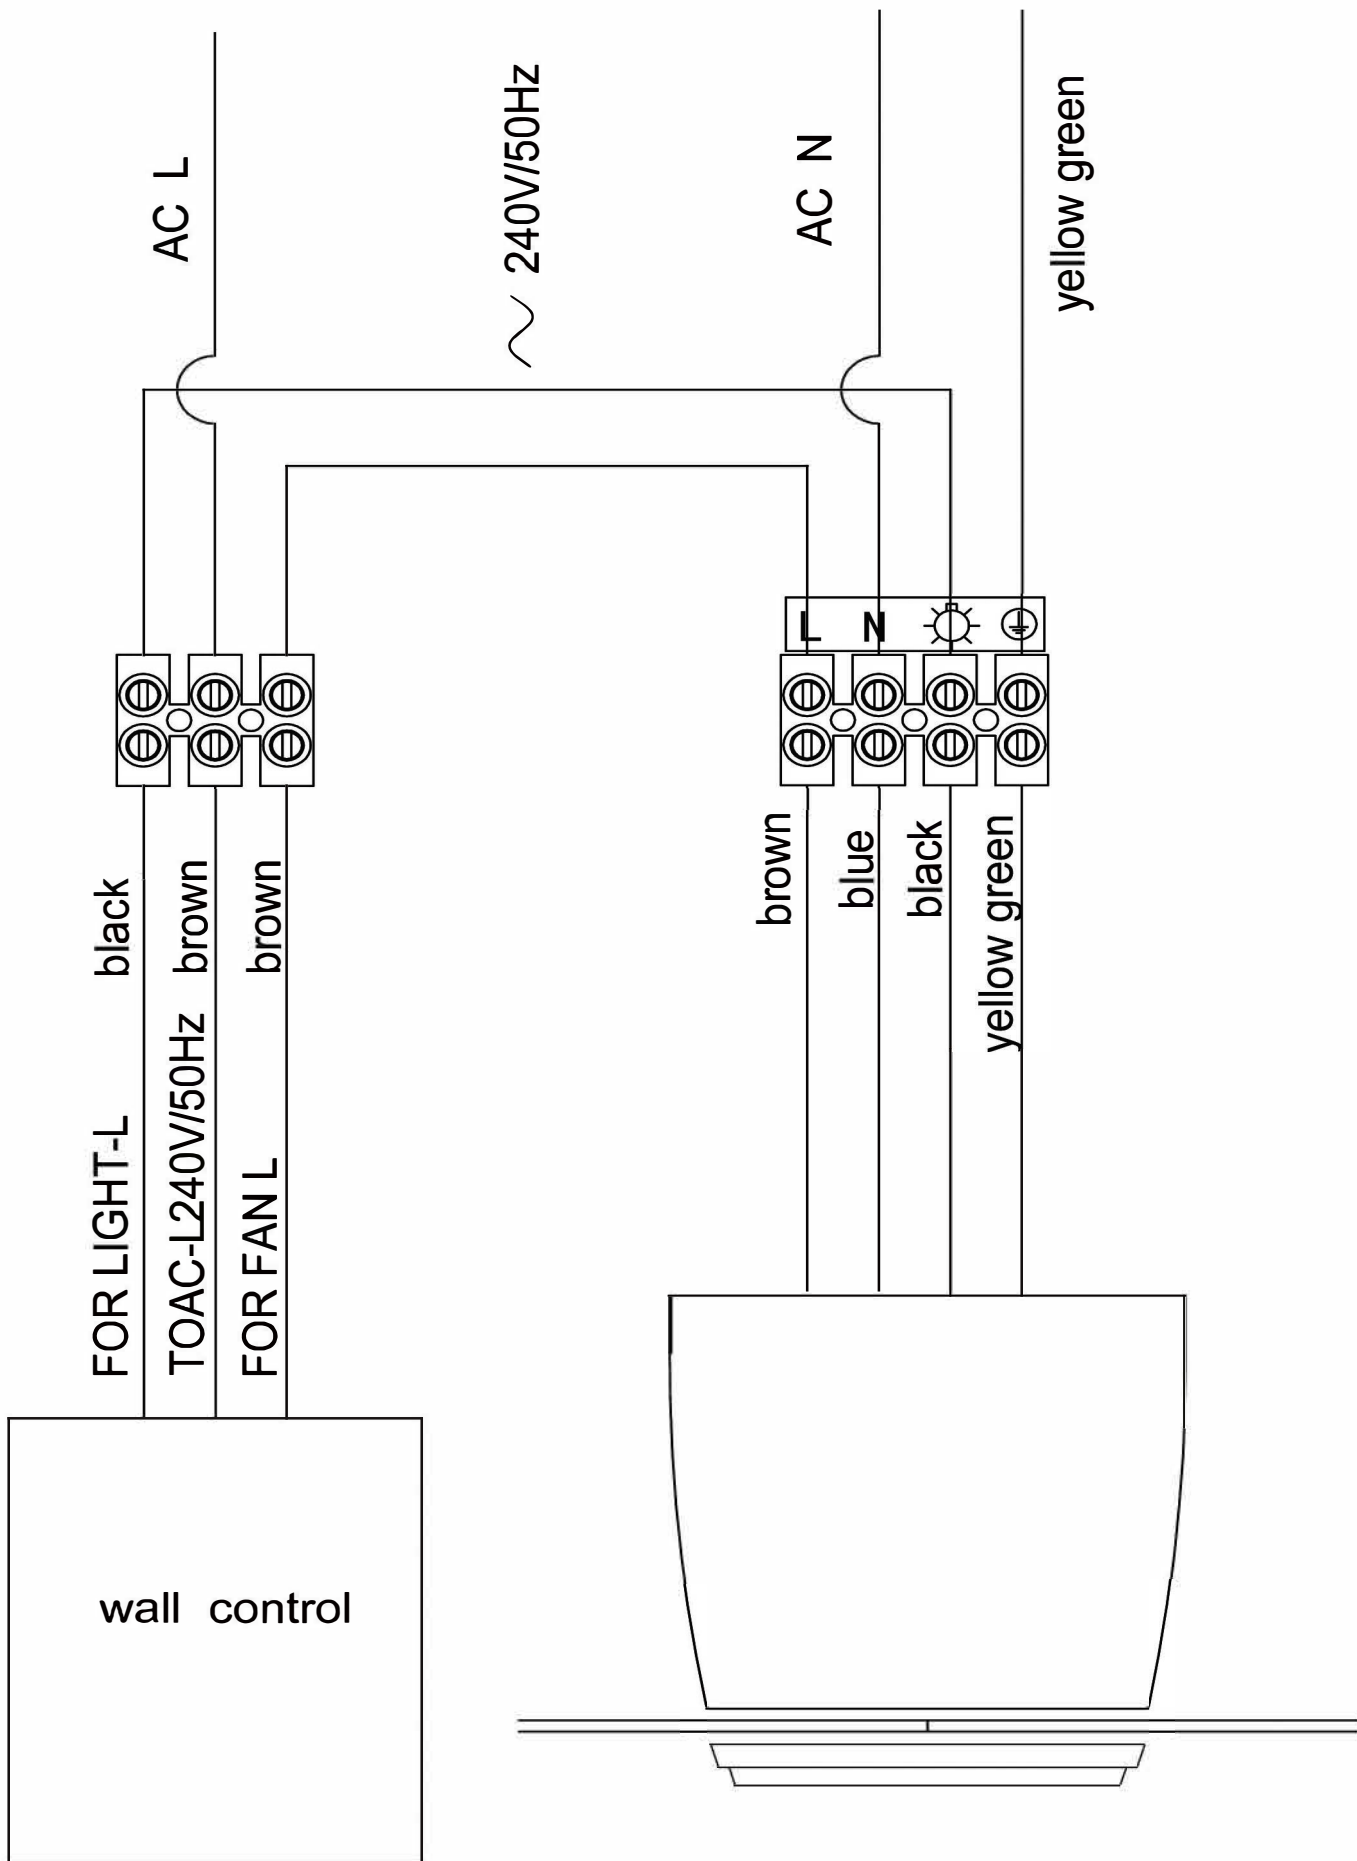 AC L
240V/50Hz
AC N
yellow green
L N
brown
blue
black
yellow green
black
brown
brown
FOR LIGHT-L
TOAC-L240V/50Hz
FOR FAN L
wall control